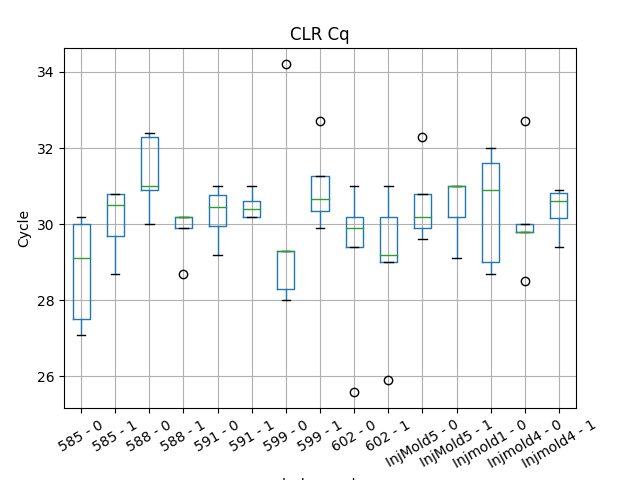 CLR Cq
Cycle
34
32
30
28
26
585 - 0
585 - 1
588 - 0
588 - 1
591 - 0
591 - 1
599 - 0
599 - 1
602 - 0
602 - 1
InjMold5 - 0
InjMold5 - 1
Injmold1 - 0
Injmold4 - 0
Injmold4 - 1